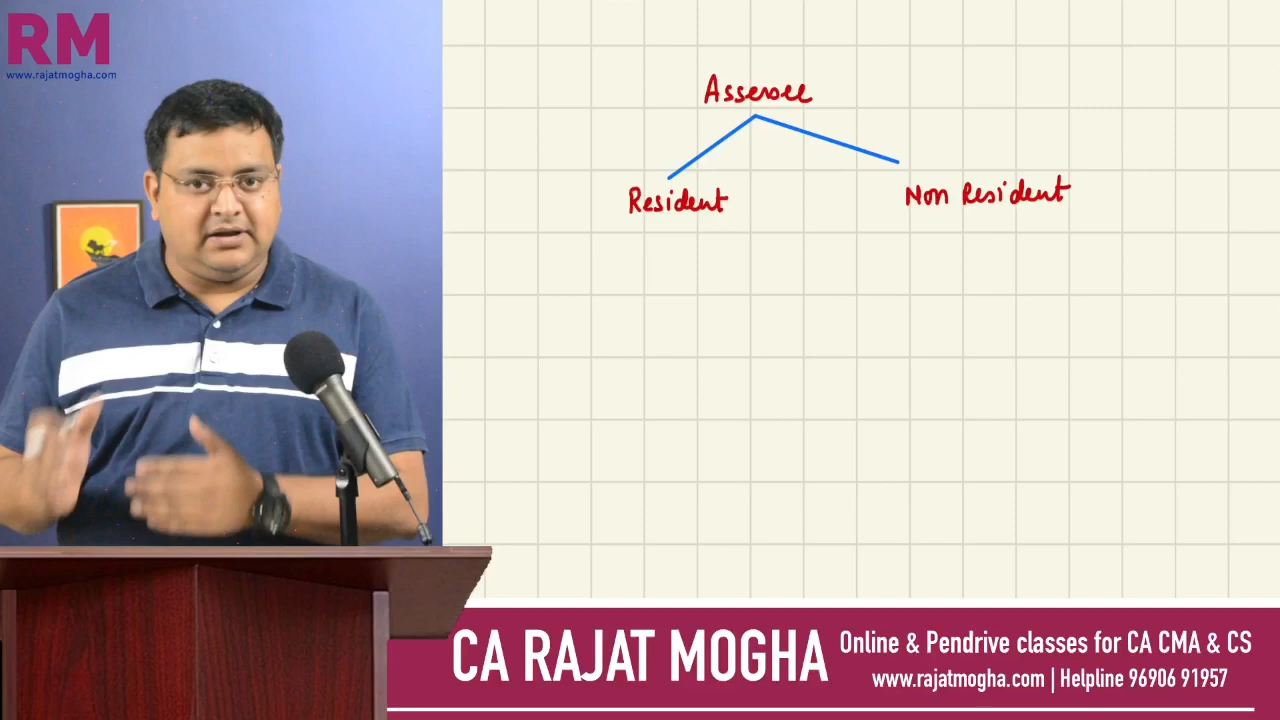 RM
www.rajatmogha.com
Assessee
Resident
Non Resident
CA RAJAT MOGHA
Online & Pendrive classes for CA CMA & CS
www.rajatmogha.com | Helpline 96906 91957